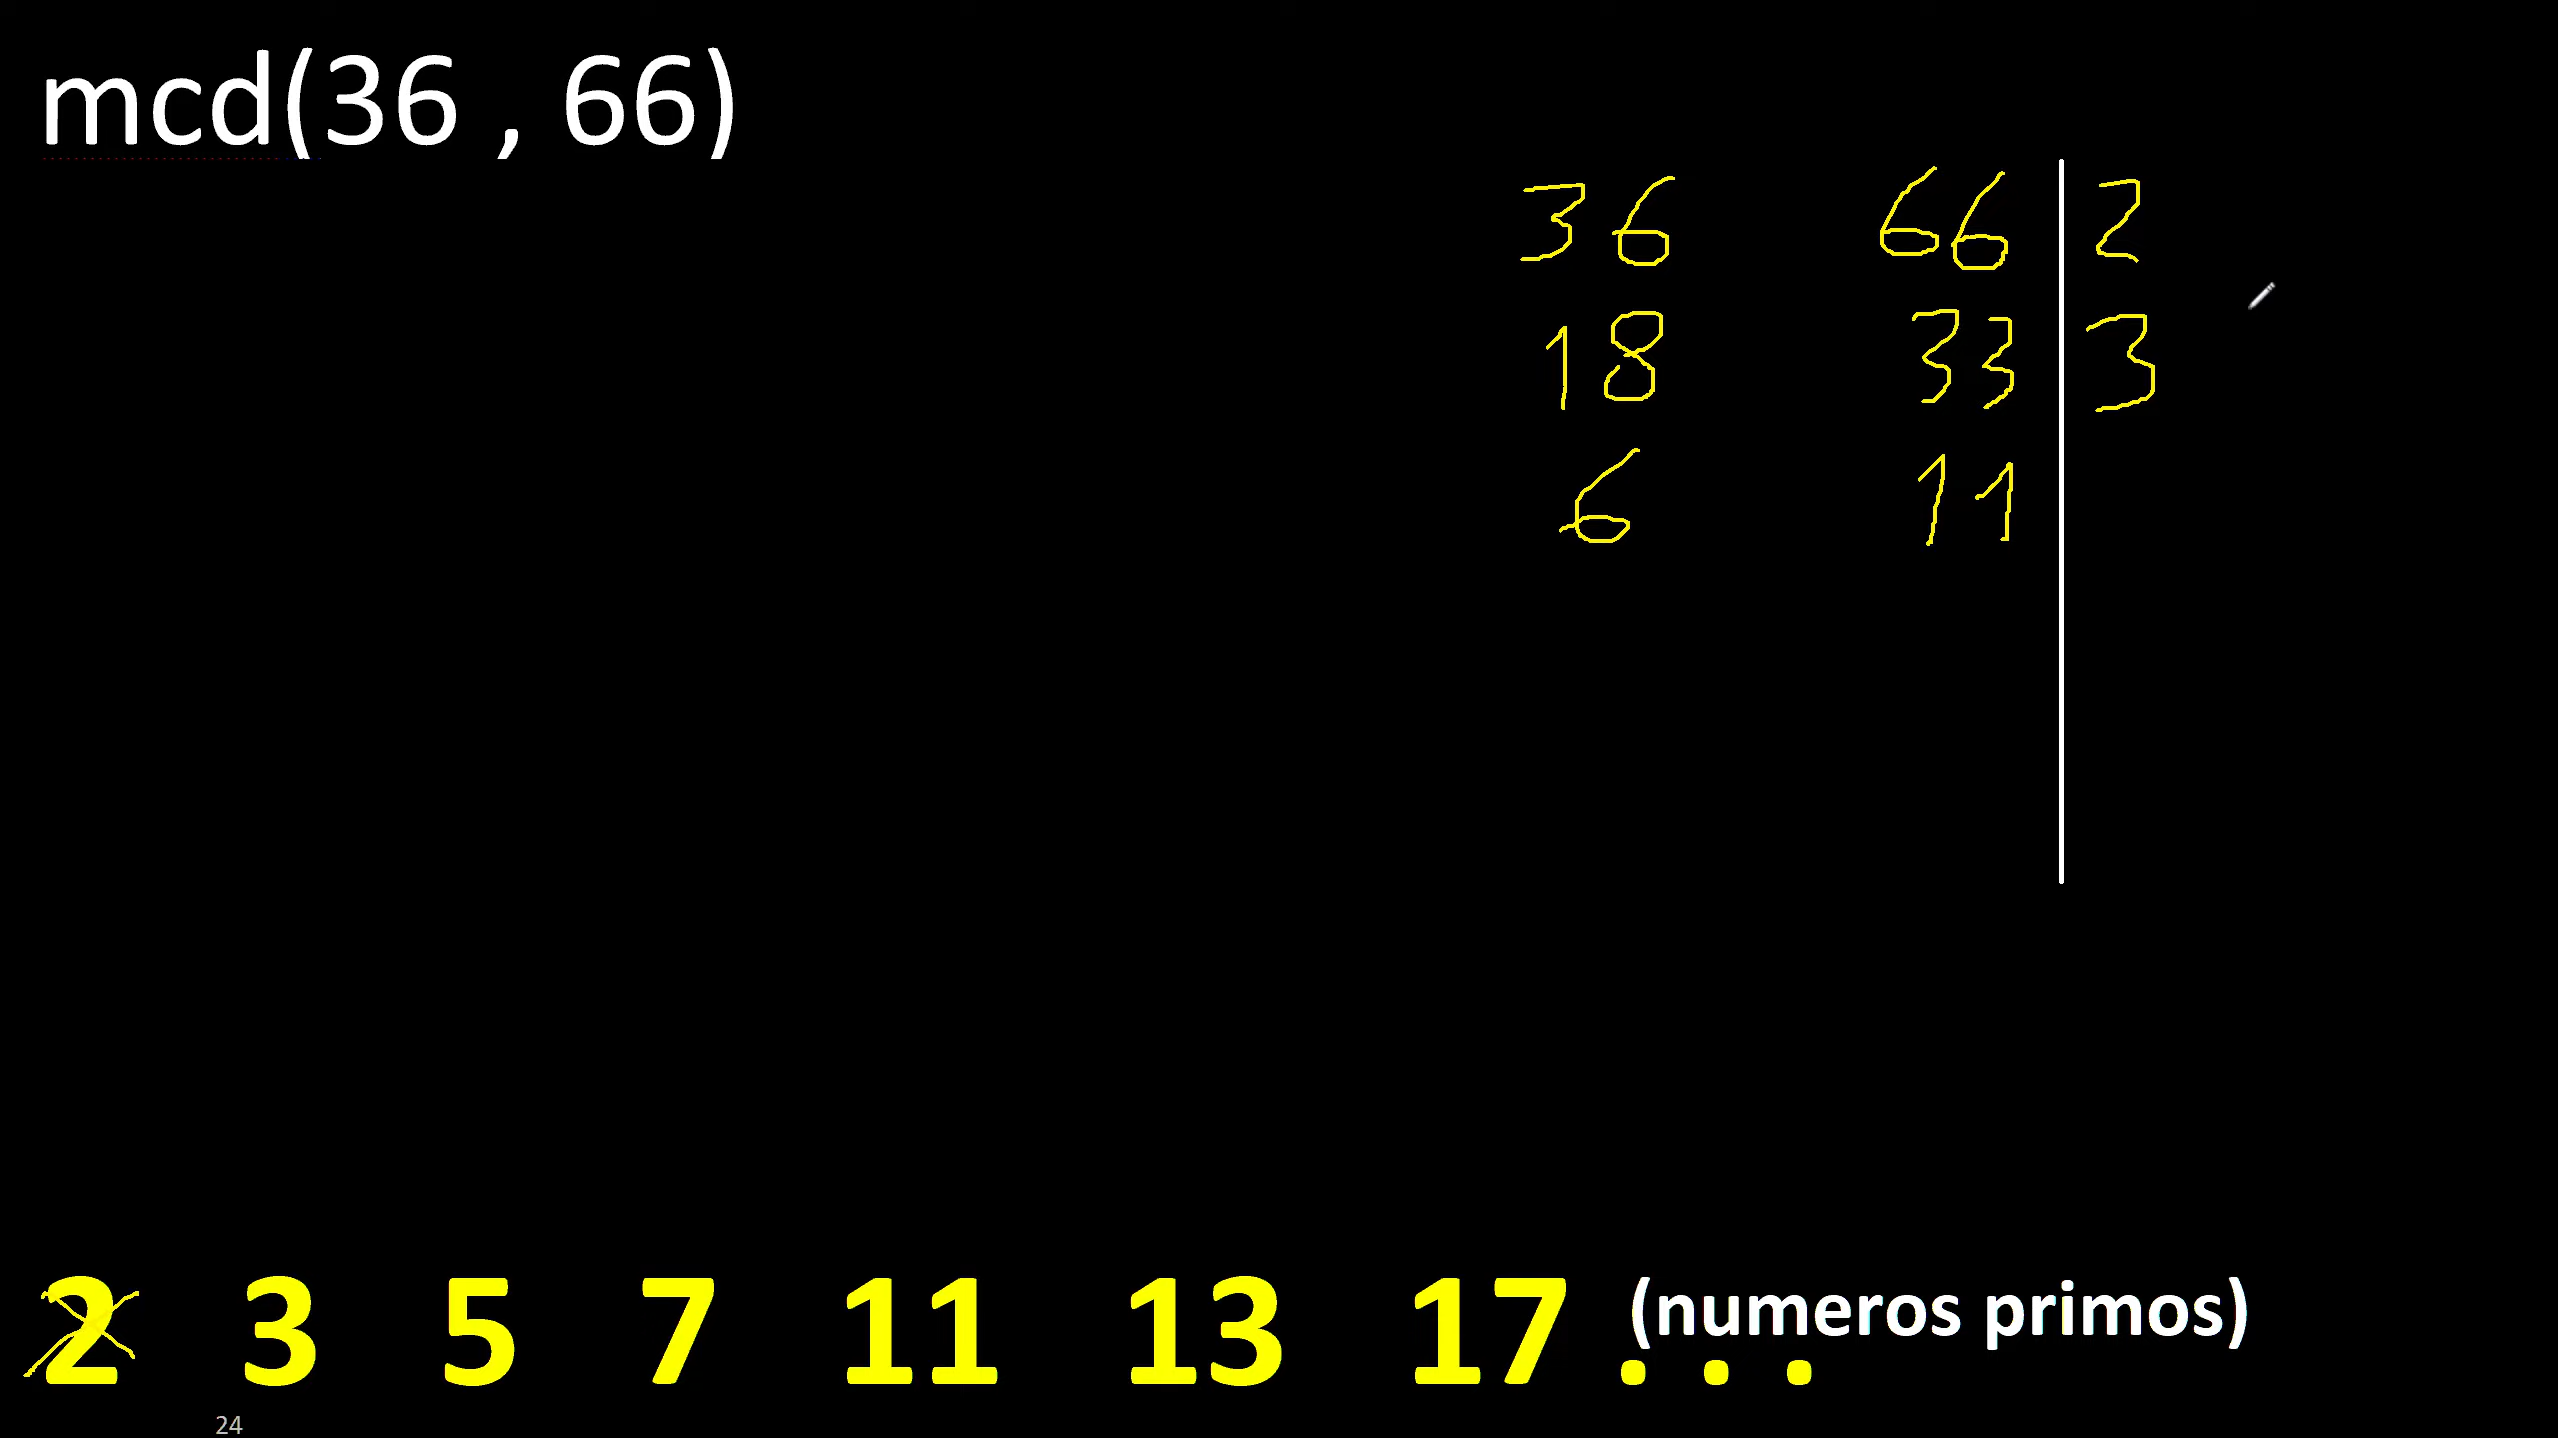 mcd(36 , 66)
36 66 2
18 33 3
6 11
2 3 5 7 11 13 17 ... (numeros primos)
24